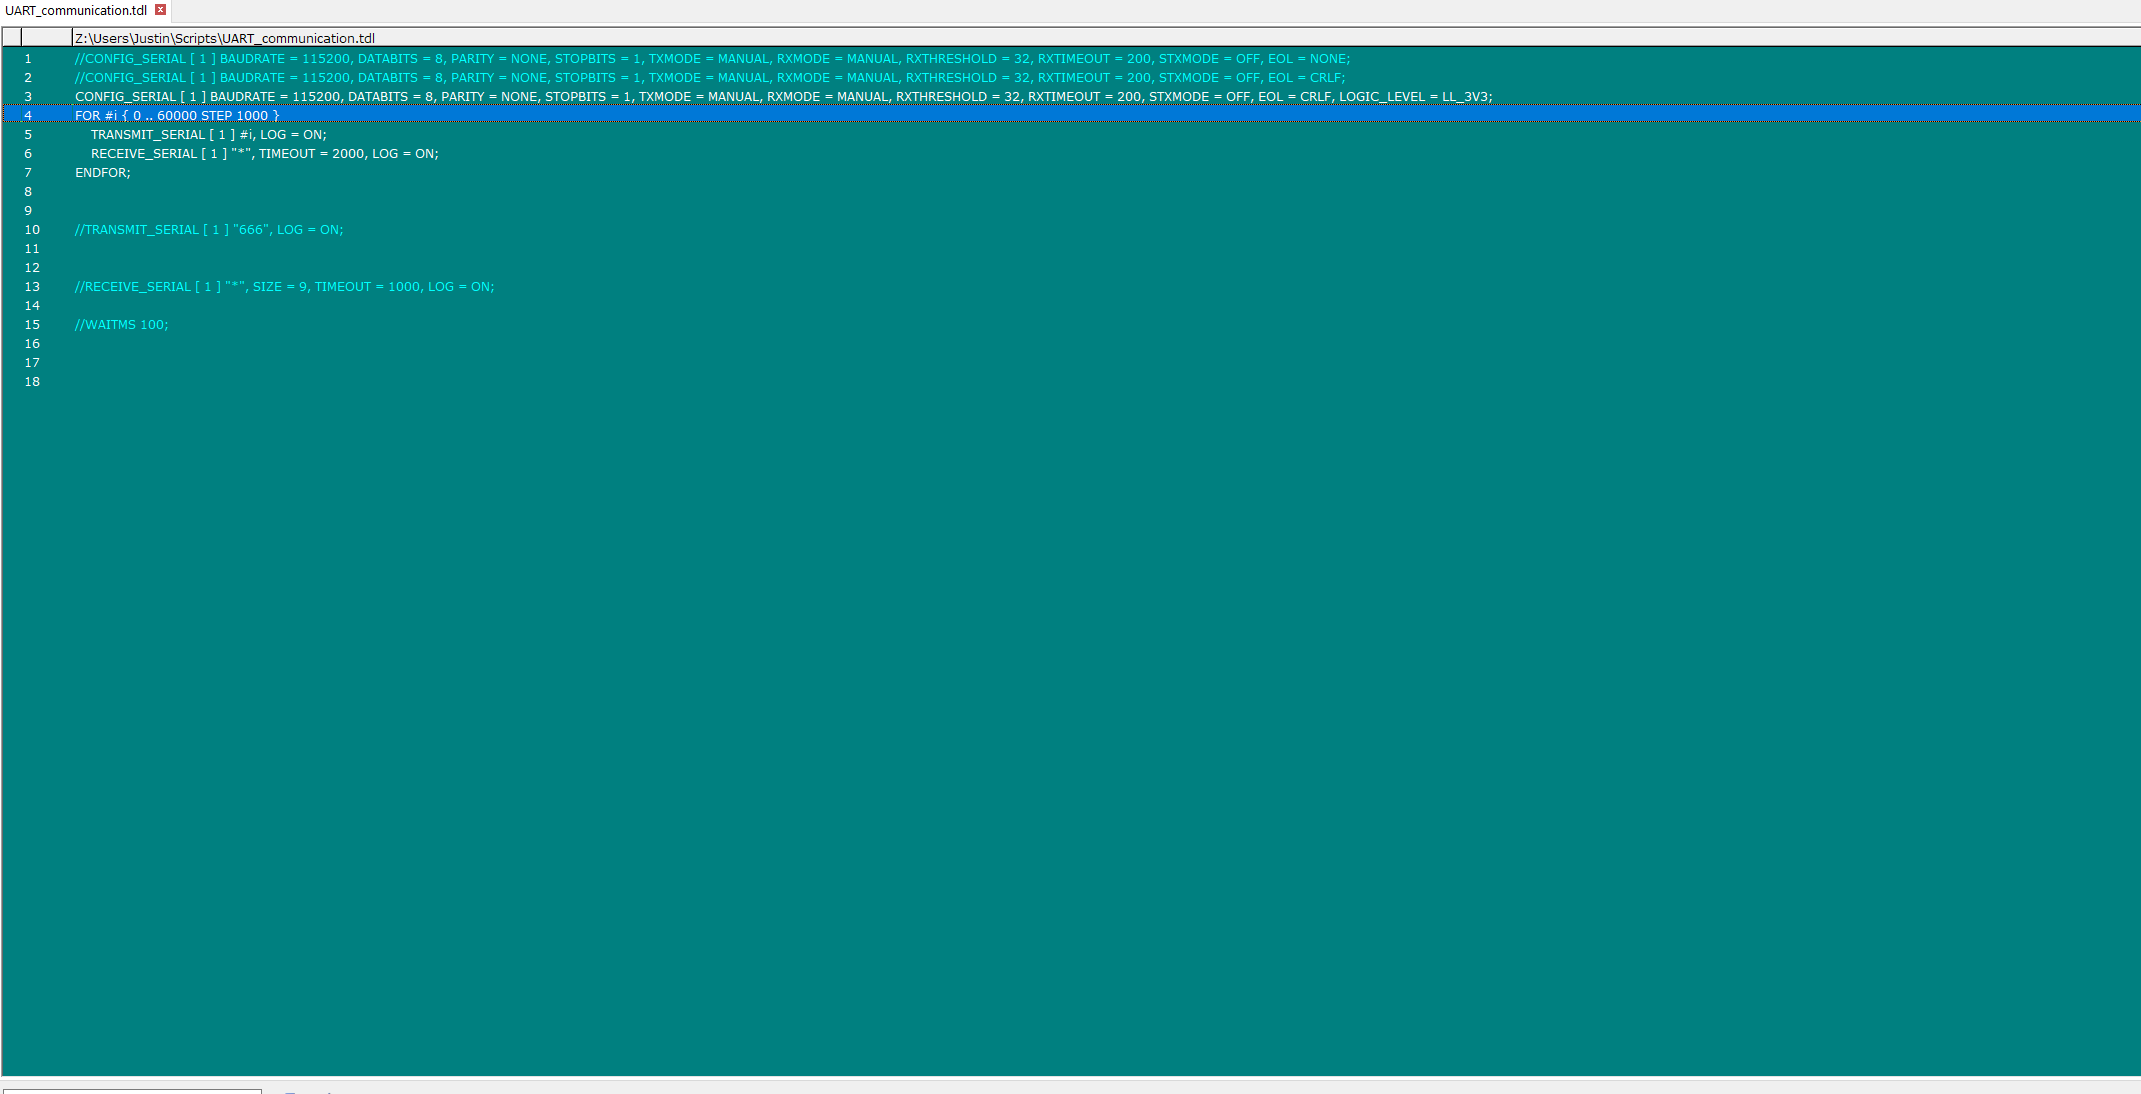 UART_communication.tdl
Z:\Users\Justin\Scripts\UART_communication.tdl
1 //CONFIG_SERIAL [ 1 ] BAUDRATE = 115200, DATABITS = 8, PARITY = NONE, STOPBITS = 1, TXMODE = MANUAL, RXMODE = MANUAL, RXTHRESHOLD = 32, RXTIMEOUT = 200, STXMODE = OFF, EOL = NONE;
2 //CONFIG_SERIAL [ 1 ] BAUDRATE = 115200, DATABITS = 8, PARITY = NONE, STOPBITS = 1, TXMODE = MANUAL, RXMODE = MANUAL, RXTHRESHOLD = 32, RXTIMEOUT = 200, STXMODE = OFF, EOL = CRLF;
3 CONFIG_SERIAL [ 1 ] BAUDRATE = 115200, DATABITS = 8, PARITY = NONE, STOPBITS = 1, TXMODE = MANUAL, RXMODE = MANUAL, RXTHRESHOLD = 32, RXTIMEOUT = 200, STXMODE = OFF, EOL = CRLF, LOGIC_LEVEL = LL_3V3;
4 FOR #i { 0 .. 60000 STEP 1000 }
5 TRANSMIT_SERIAL [ 1 ] #i, LOG = ON;
6 RECEIVE_SERIAL [ 1 ] "*", TIMEOUT = 2000, LOG = ON;
7 ENDFOR;
8
9
10 //TRANSMIT_SERIAL [ 1 ] "666", LOG = ON;
11
12
13 //RECEIVE_SERIAL [ 1 ] "*", SIZE = 9, TIMEOUT = 1000, LOG = ON;
14
15 //WAITMS 100;
16
17
18